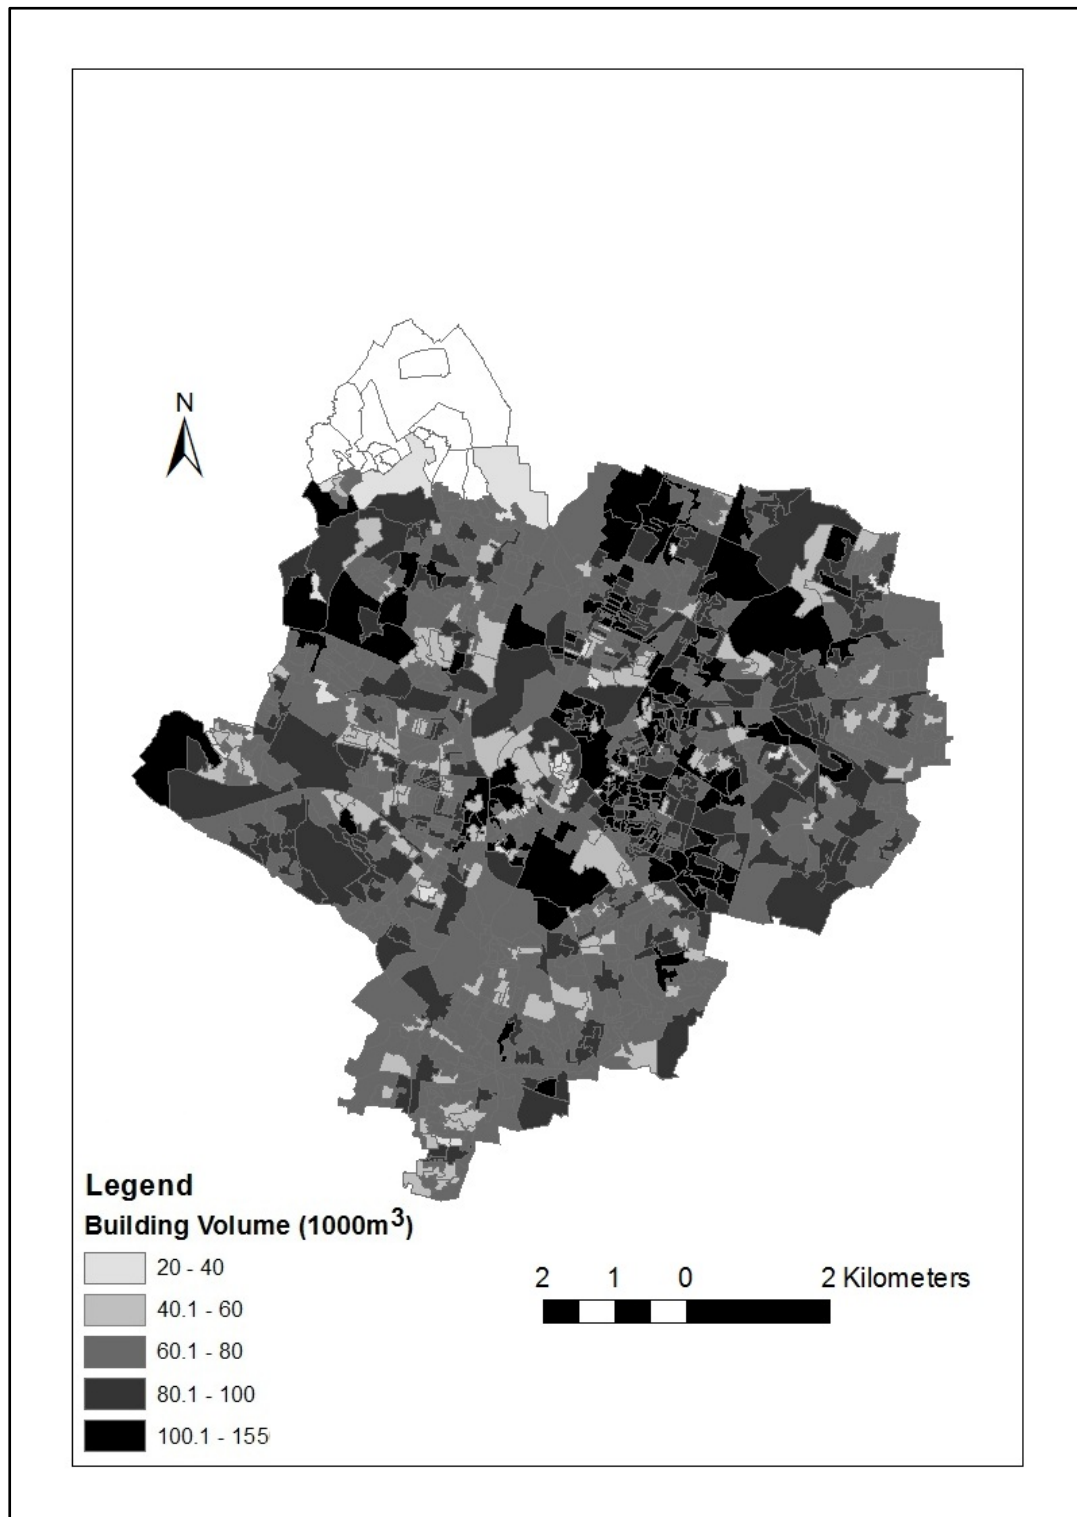 N
Legend
Building Volume (1000m³)
20 - 40
40.1 - 60
60.1 - 80
80.1 - 100
100.1 - 155
2 1 0 2 Kilometers